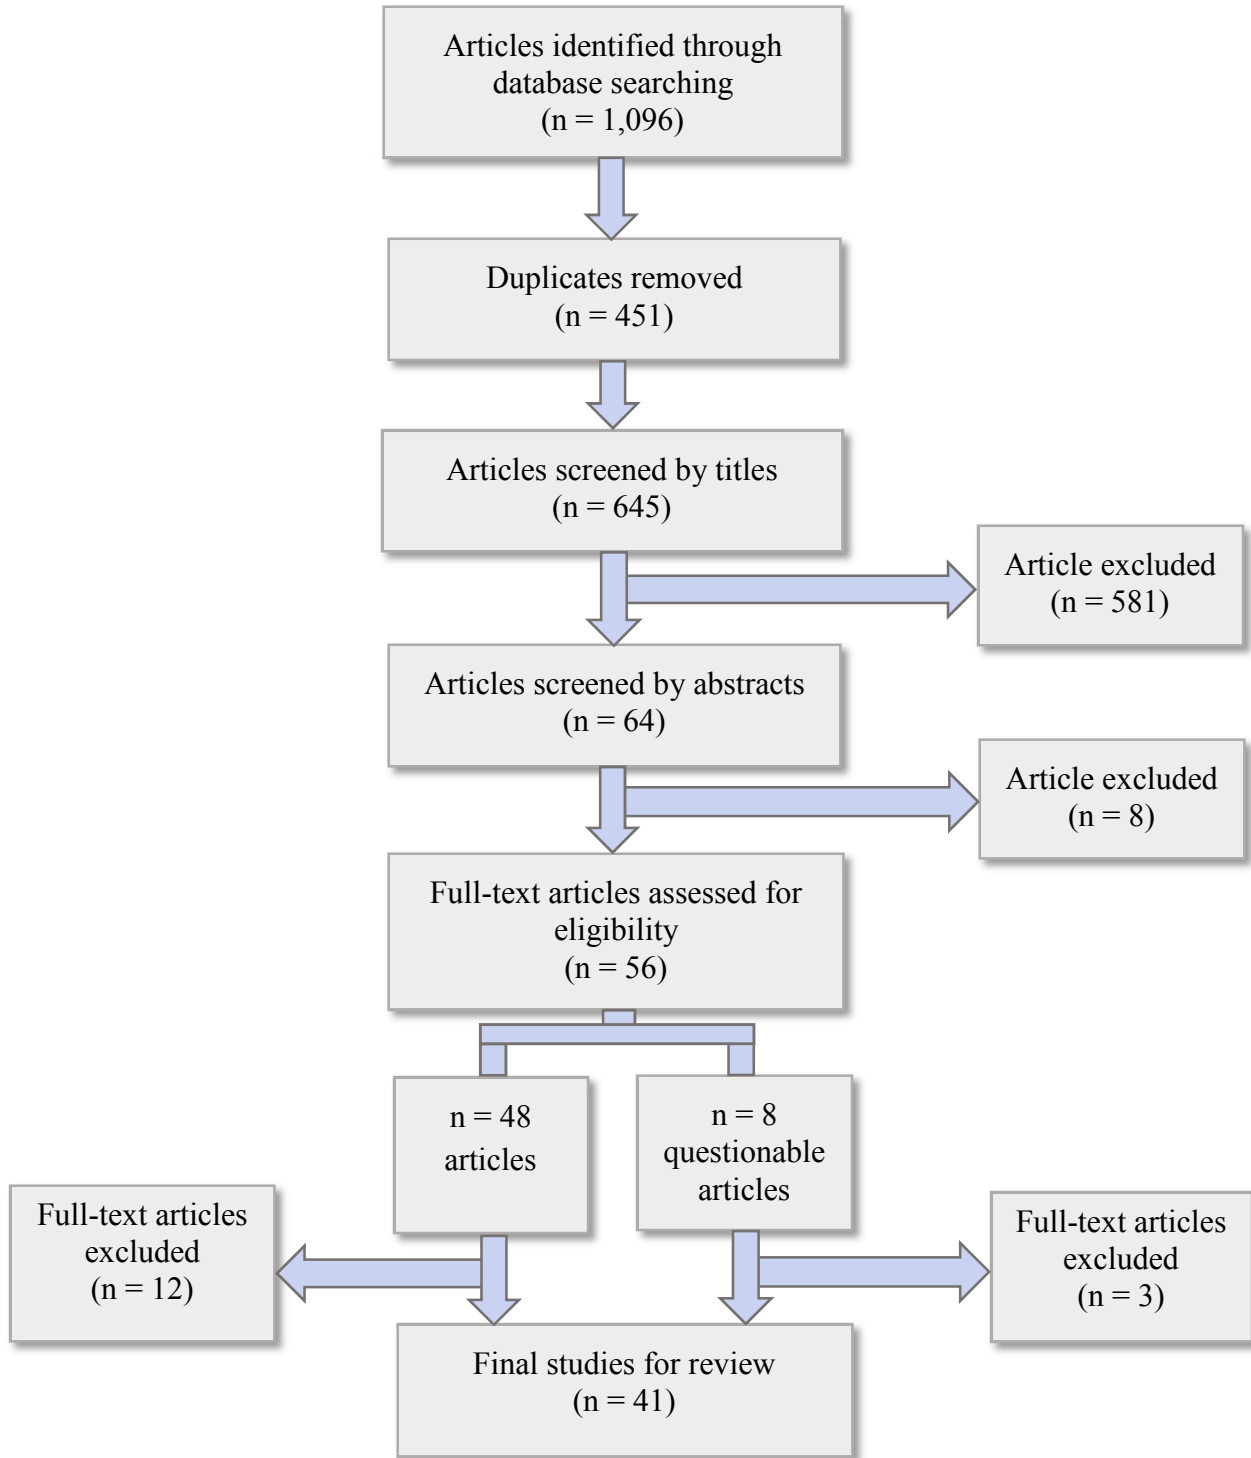 Articles identified through
database searching
(n = 1,096)
Duplicates removed
(n = 451)
Articles screened by titles
(n = 645)
Article excluded
(n = 581)
Articles screened by abstracts
(n = 64)
Article excluded
(n = 8)
Full-text articles assessed for
eligibility
(n = 56)
n = 48
articles
n = 8
questionable
articles
Full-text articles
excluded
(n = 12)
Full-text articles
excluded
(n = 3)
Final studies for review
(n = 41)